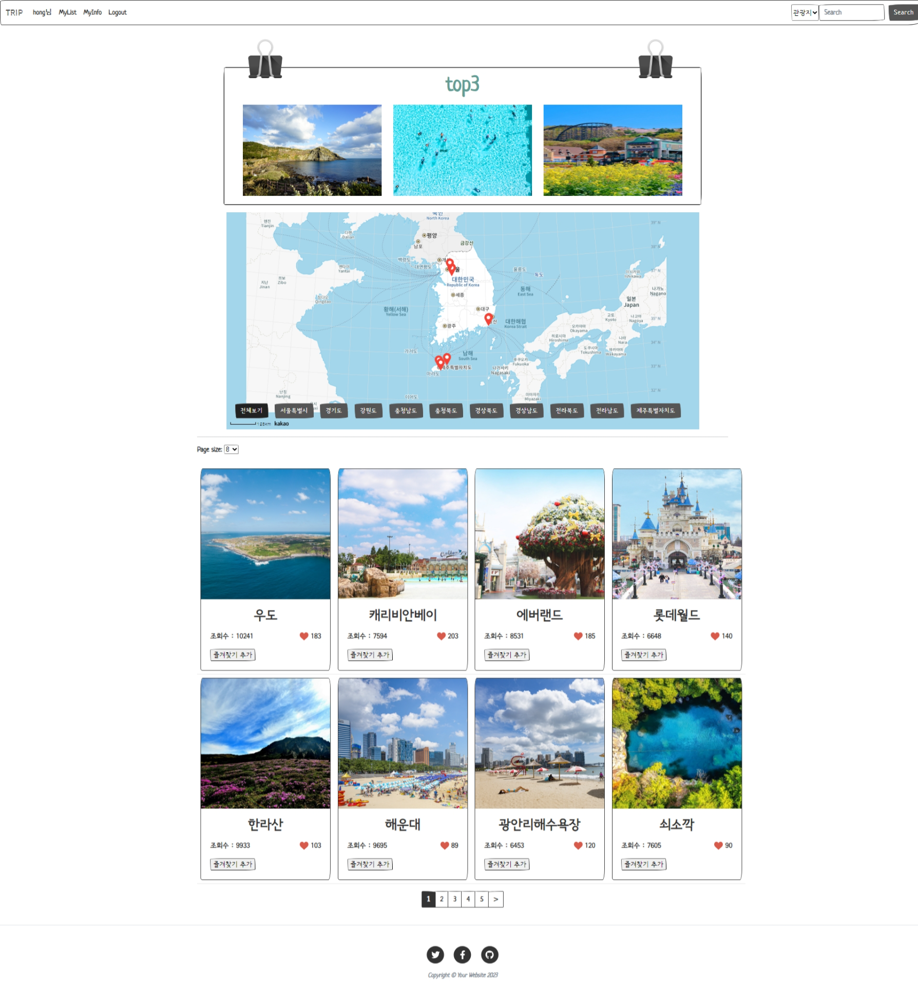 TRIP hong님 MyList MyInfo Logout 관광지 Search Search
top3
북한
North Korea
톈진
Tianjin
다롄
Dalian
평양
남포
금강산
백령도
대연평도
옌타이
Yantai
울릉도
독도
대한민국
Republic of Korea
지난
Jinan
쯔보
Zibo
칭다오
Qingdao
세종
동해
East Sea
황해(서해)
Yellow Sea
대구
대한해협
Korea Strait
광주
가거도
남해
South Sea
제주특별자치도
마라도
이어도
난징
Nanjing
이시카와
Ishikawa
나가노
Nagano
일본
Japan
교토
Kyoto
나고야
Nagoya
오카야마
Okayama
히로시마
Hiroshima
나라
Nara
도쿠시마
Tokushima
와카야마
Wakayama
후쿠오카
Fukuoka
나가사키
Nagasaki
미야자키
Miyazaki
39° N
38° N
37° N
35° N
34° N
33° N
32° N
전체보기 서울특별시 경기도 강원도 충청남도 충청북도 경상북도 경상남도 전라북도 전라남도 제주특별자치도
128km kakao
Page size: 8
우도 캐리비안베이 에버랜드 롯데월드
조회수 : 10241 183 조회수 : 7594 203 조회수 : 8531 185 조회수 : 6648 140
즐겨찾기 추가 즐겨찾기 추가 즐겨찾기 추가 즐겨찾기 추가
한라산 해운대 광안리해수욕장 쇠소깍
조회수 : 9933 103 조회수 : 9695 89 조회수 : 6453 120 조회수 : 7605 90
즐겨찾기 추가 즐겨찾기 추가 즐겨찾기 추가 즐겨찾기 추가
1 2 3 4 5 >
Copyright © Your Website 2023